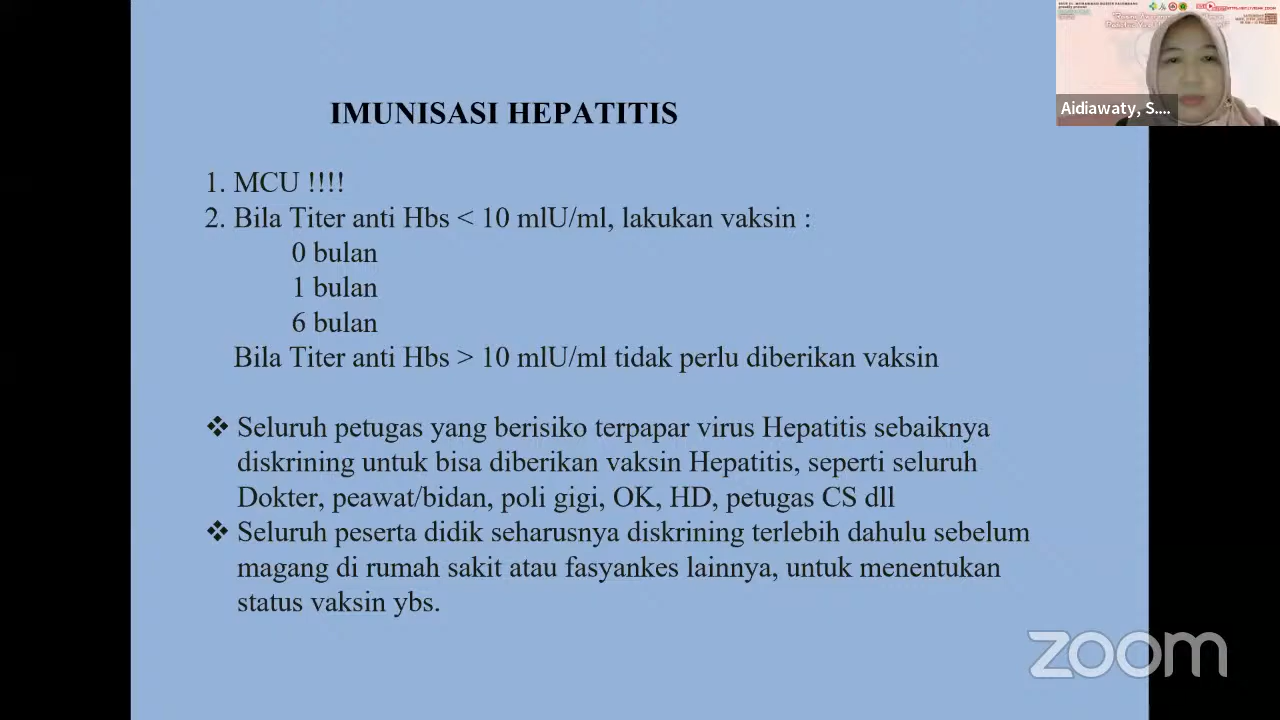 IMUNISASI HEPATITIS
1. MCU !!!!
2. Bila Titer anti Hbs < 10 mlU/ml, lakukan vaksin :
0 bulan
1 bulan
6 bulan
Bila Titer anti Hbs > 10 mlU/ml tidak perlu diberikan vaksin
❖ Seluruh petugas yang berisiko terpapar virus Hepatitis sebaiknya
diskrining untuk bisa diberikan vaksin Hepatitis, seperti seluruh
Dokter, peawat/bidan, poli gigi, OK, HD, petugas CS dll
❖ Seluruh peserta didik seharusnya diskrining terlebih dahulu sebelum
magang di rumah sakit atau fasyankes lainnya, untuk menentukan
status vaksin ybs.
Aidiawaty, S....
zoom